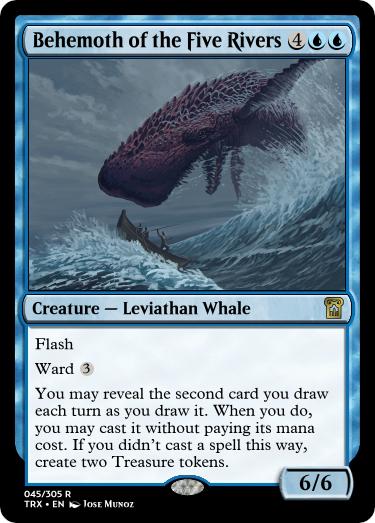 Behemoth of the Five Rivers 4
Creature — Leviathan Whale
Flash
Ward 3
You may reveal the second card you draw
each turn as you draw it. When you do,
you may cast it without paying its mana
cost. If you didn't cast a spell this way,
create two Treasure tokens.
6/6
045/305 R
TRX • EN Jose Munoz